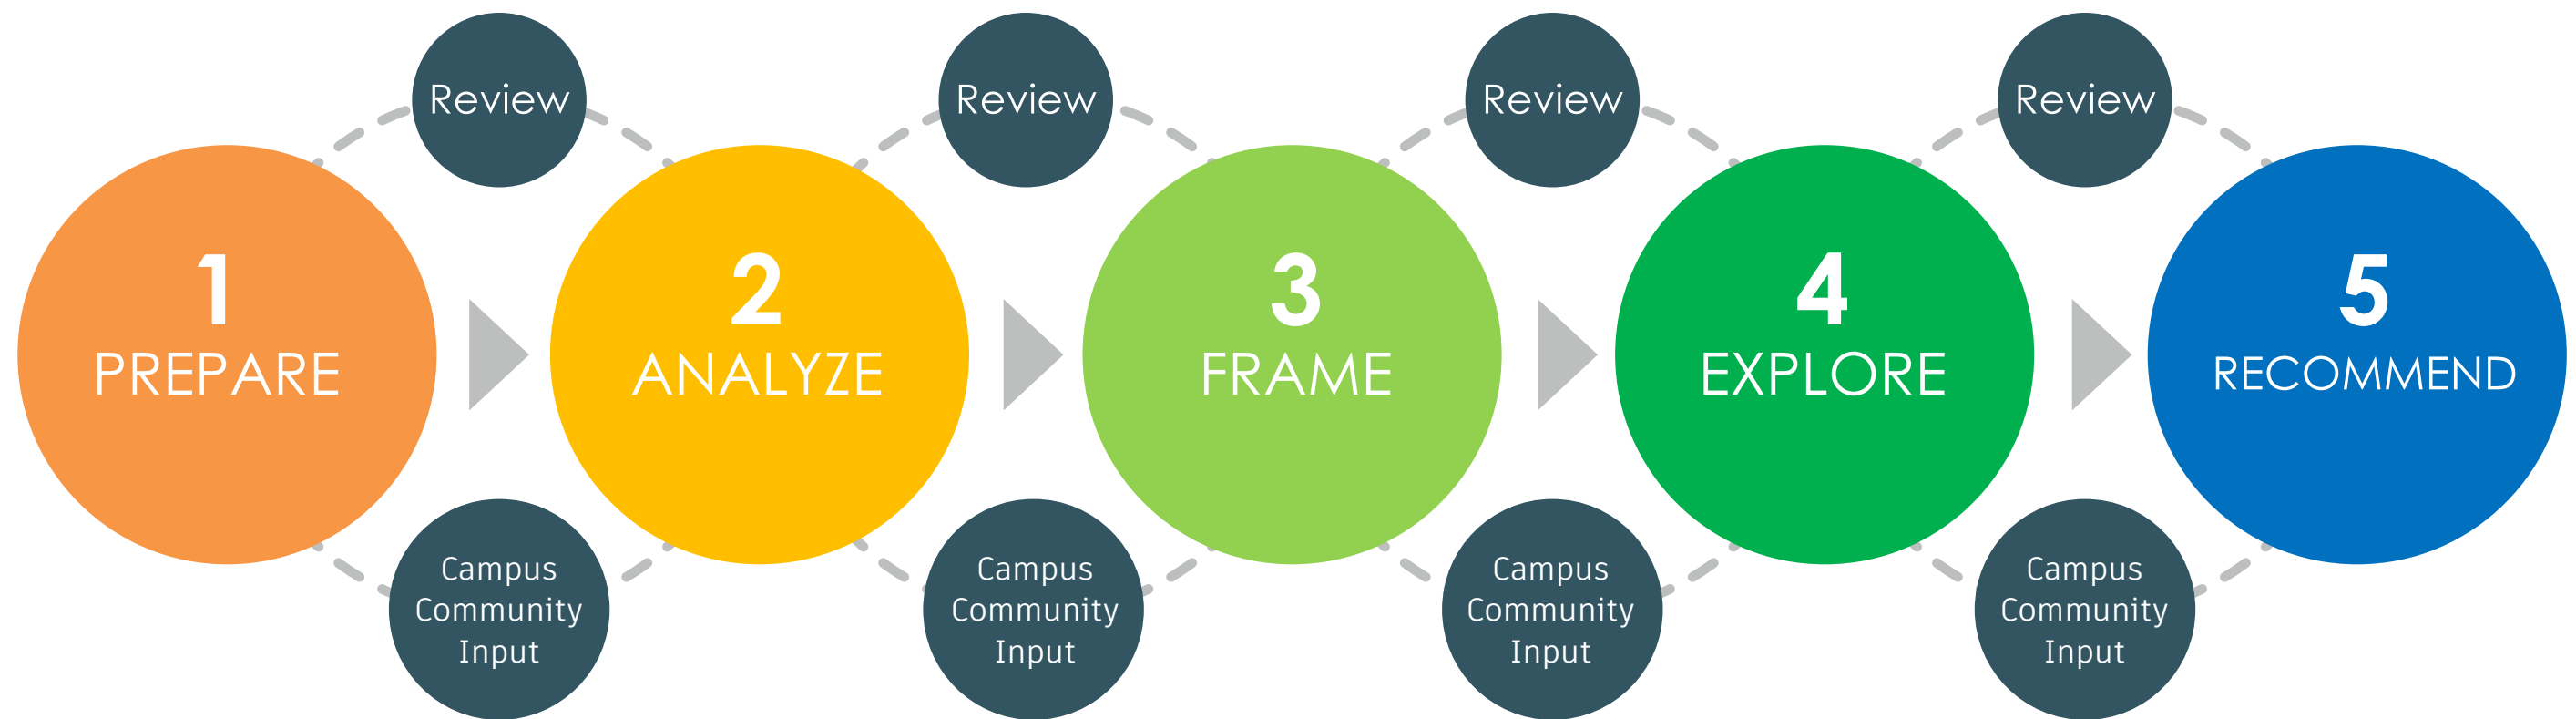 Review
Review
Review
Review
1
PREPARE
2
ANALYZE
3
FRAME
4
EXPLORE
5
RECOMMEND
Campus
Community
Input
Campus
Community
Input
Campus
Community
Input
Campus
Community
Input